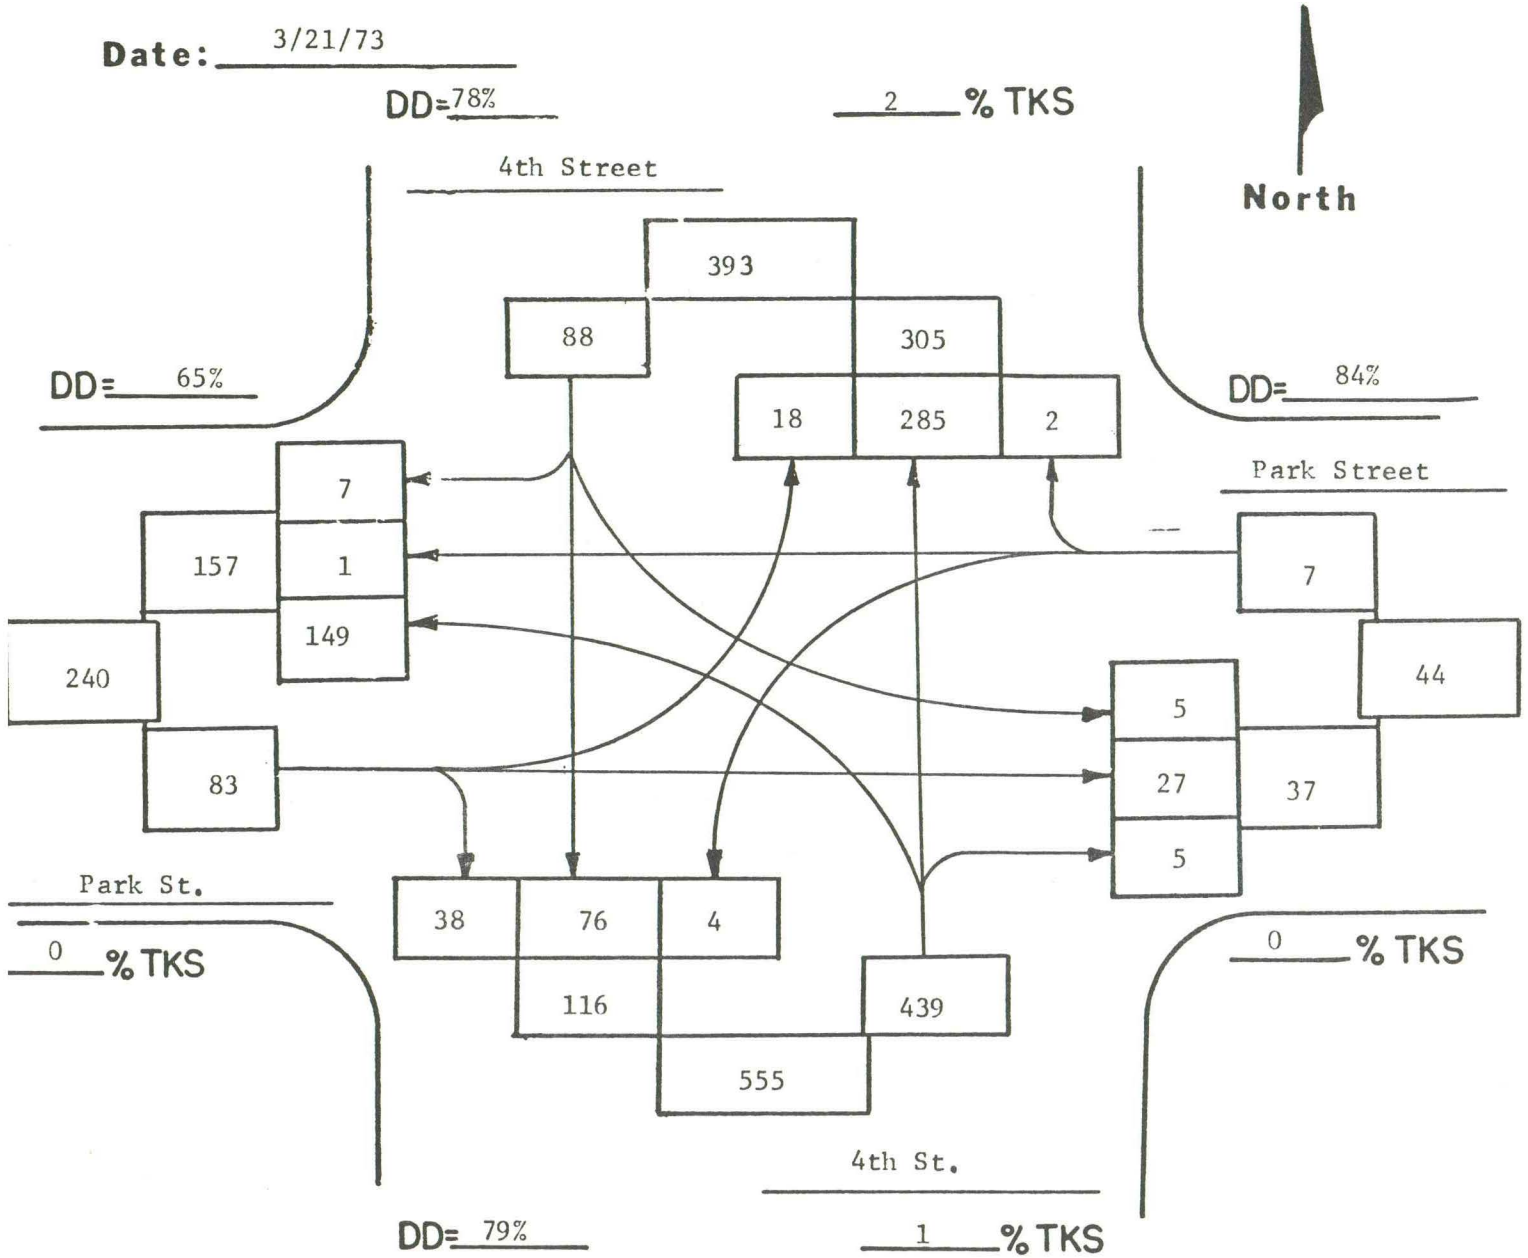 Date: 3/21/73
DD= 78% 2 % TKS
4th Street
North
393
88 305
DD= 65% DD= 84%
18 285 2
7 Park Street
157 1 7
149
240 44
5
83 27 37
5
Park St. 38 76 4
0 % TKS 0 % TKS
116 439
555
4th St.
DD= 79% 1 % TKS